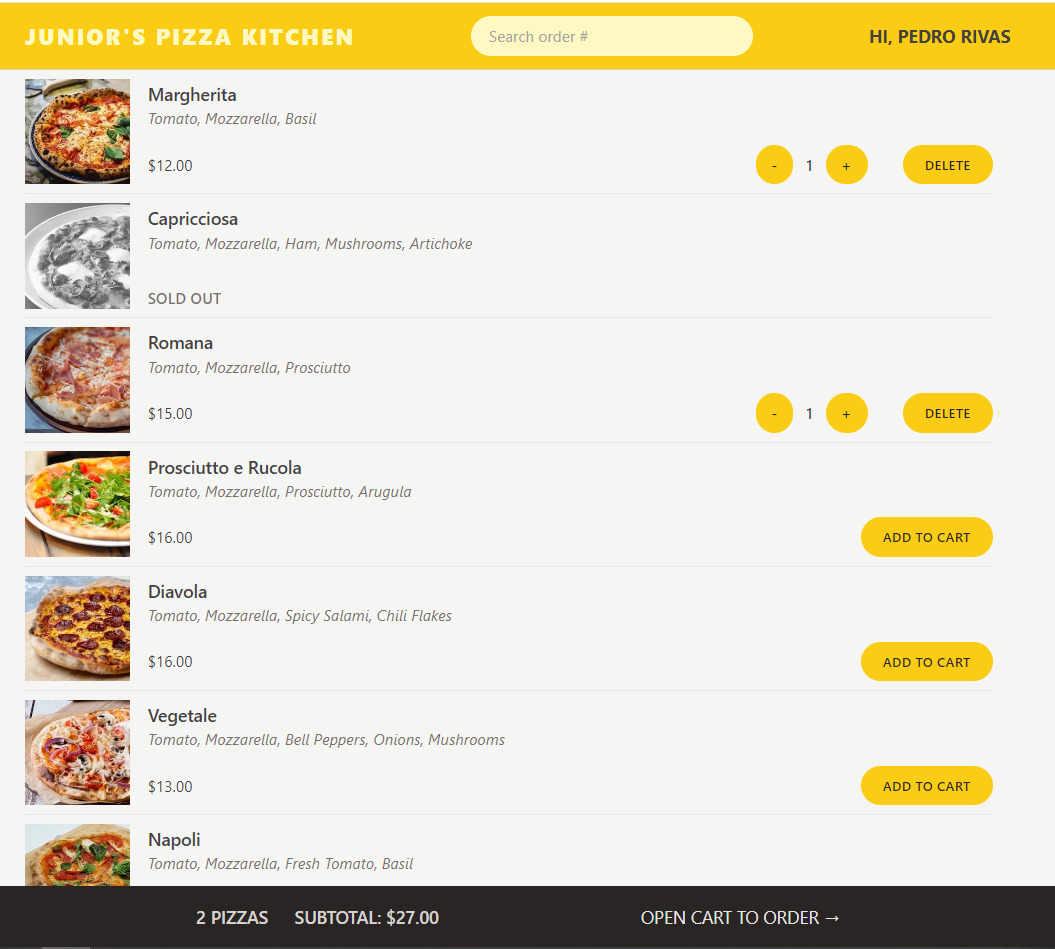 JUNIOR'S PIZZA KITCHEN
Search order #
HI, PEDRO RIVAS
Margherita
Tomato, Mozzarella, Basil
$12.00
- 1 + DELETE
Capricciosa
Tomato, Mozzarella, Ham, Mushrooms, Artichoke
SOLD OUT
Romana
Tomato, Mozzarella, Prosciutto
$15.00
- 1 + DELETE
Prosciutto e Rucola
Tomato, Mozzarella, Prosciutto, Arugula
$16.00
ADD TO CART
Diavola
Tomato, Mozzarella, Spicy Salami, Chili Flakes
$16.00
ADD TO CART
Vegetale
Tomato, Mozzarella, Bell Peppers, Onions, Mushrooms
$13.00
ADD TO CART
Napoli
Tomato, Mozzarella, Fresh Tomato, Basil
2 PIZZAS SUBTOTAL: $27.00
OPEN CART TO ORDER →